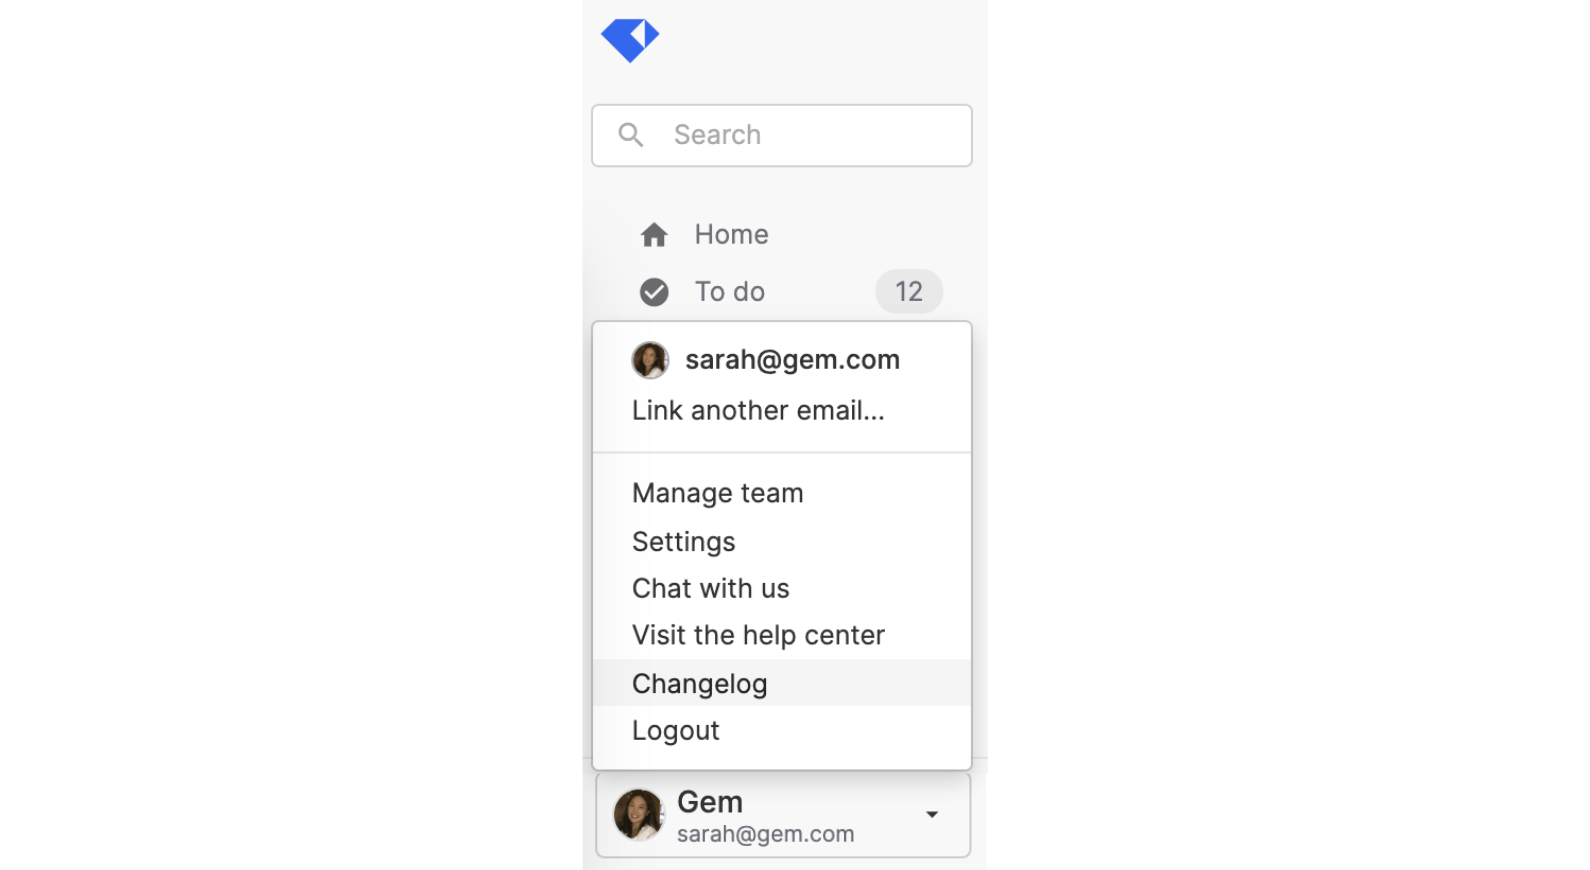 Search
Home
To do 12
sarah@gem.com
Link another email...
Manage team
Settings
Chat with us
Visit the help center
Changelog
Logout
Gem
sarah@gem.com